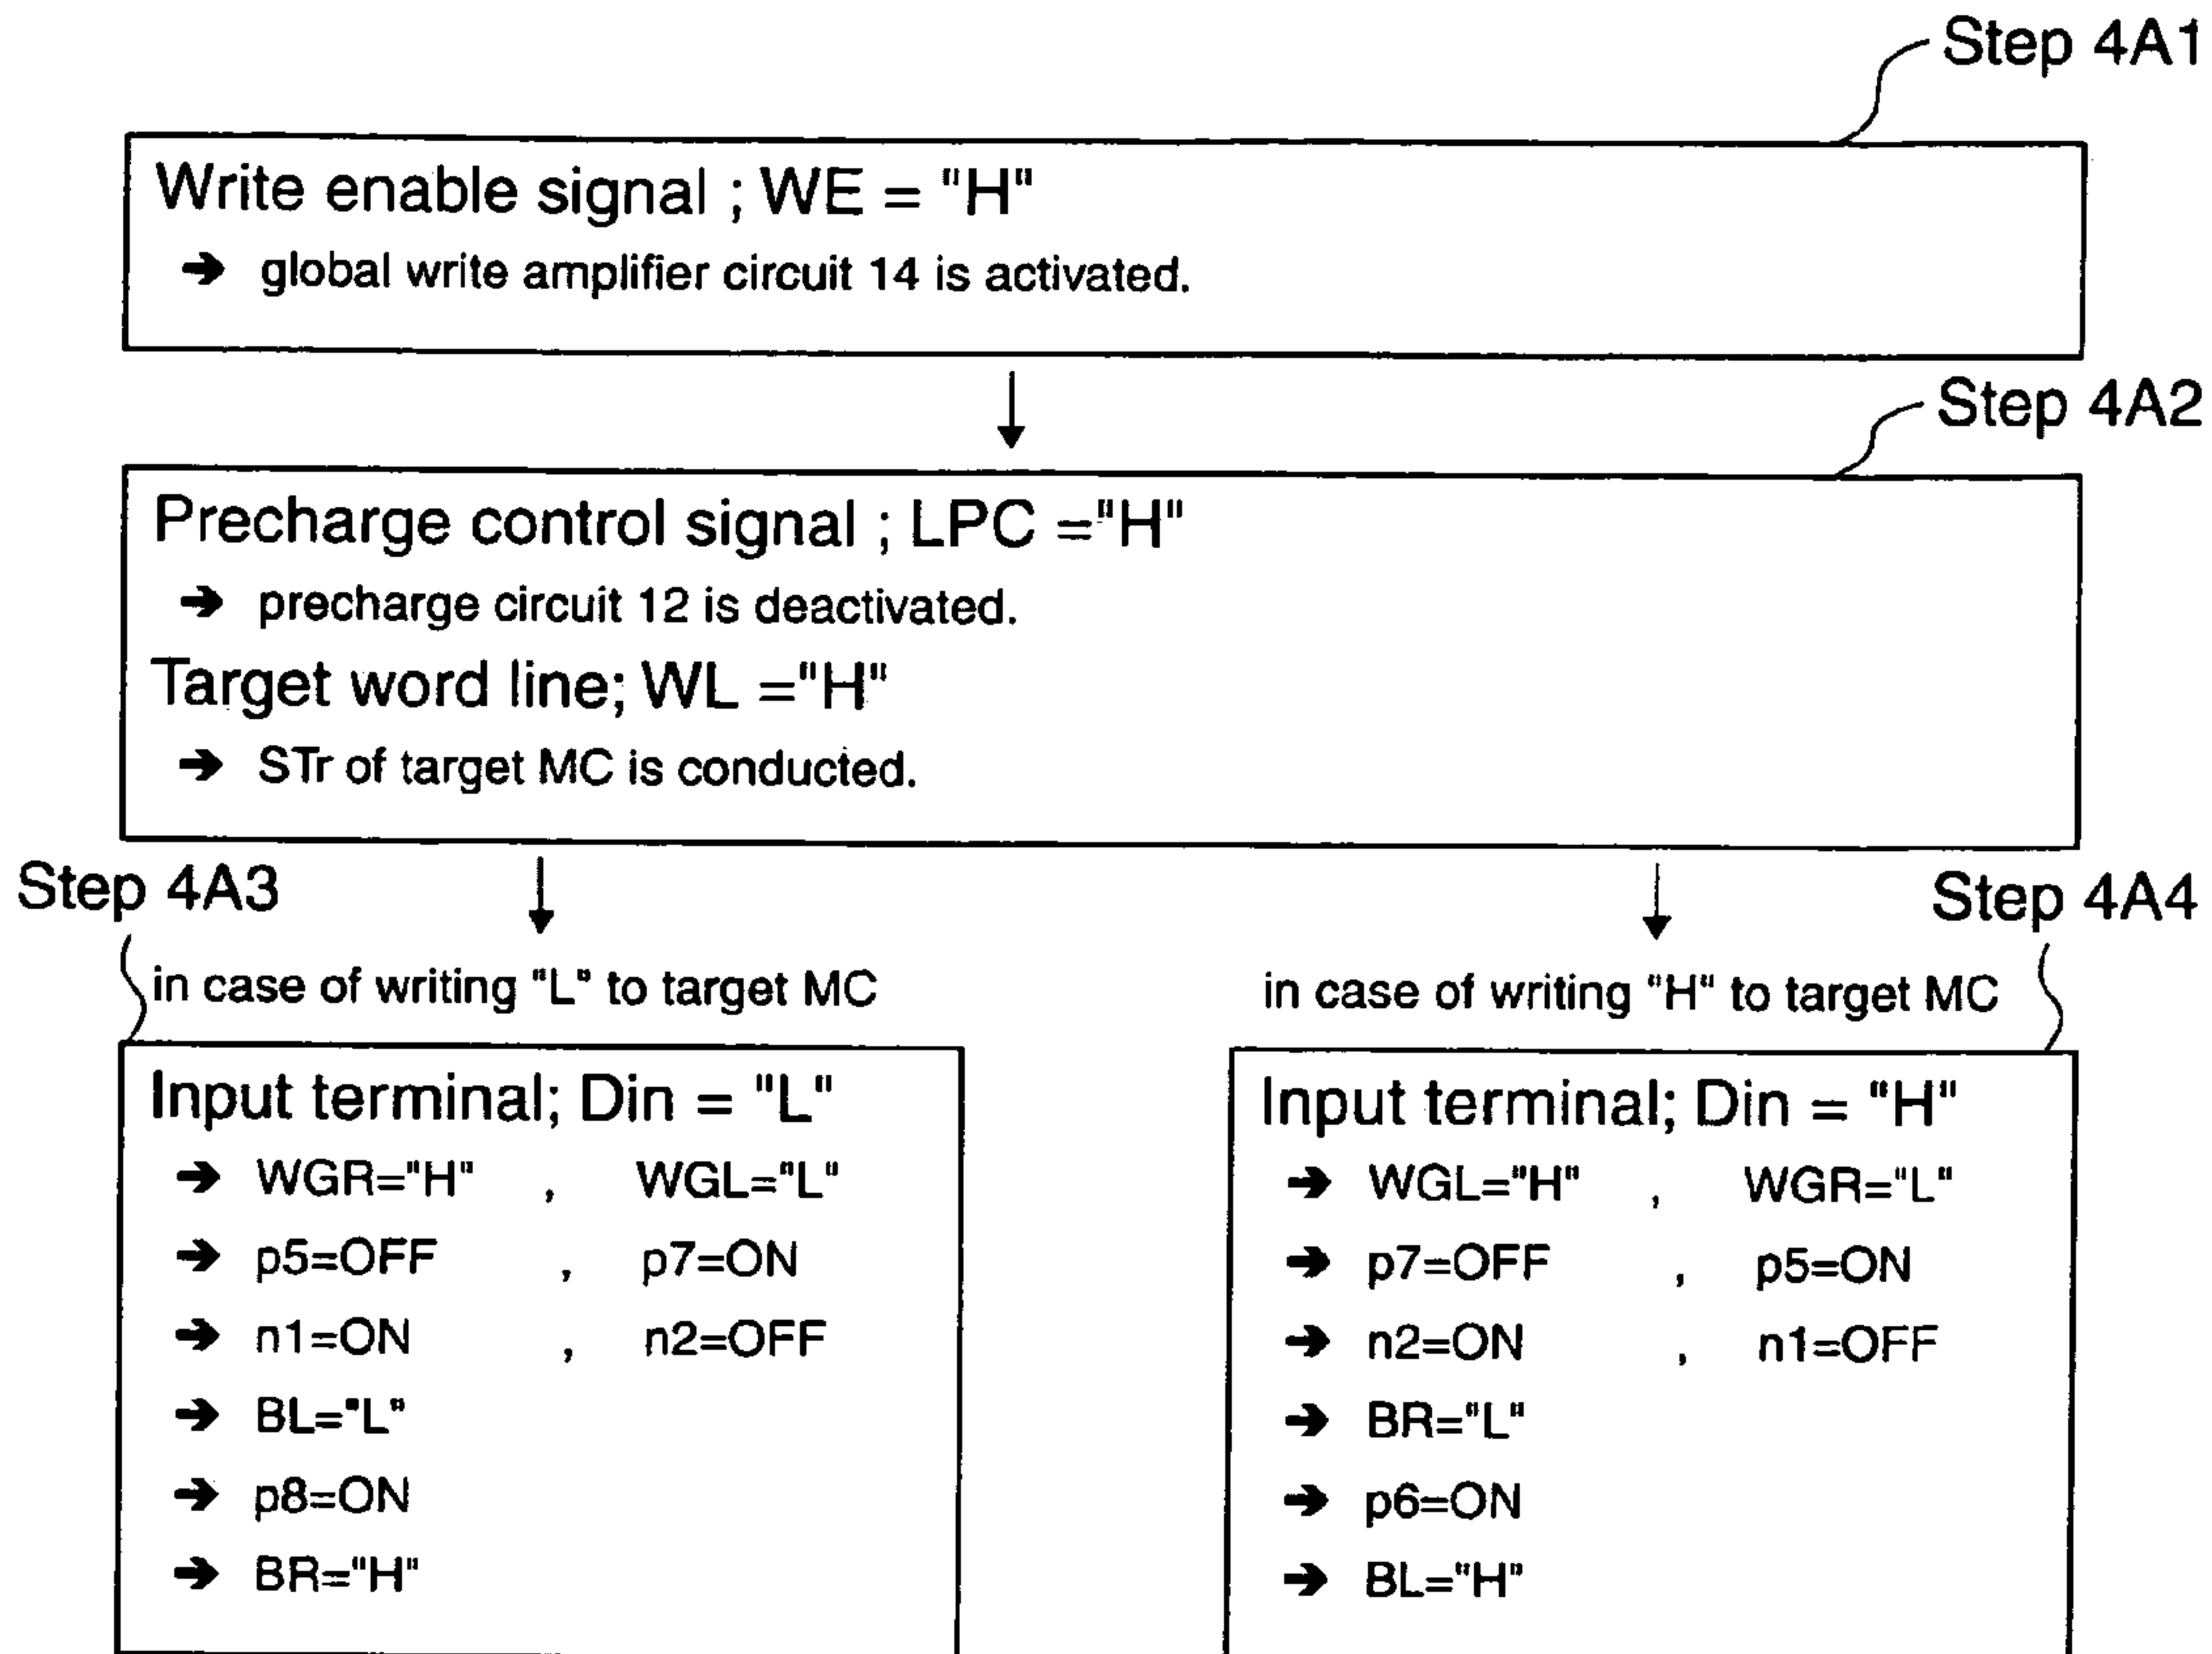 Step 4A1
Write enable signal ; WE = "H"
➔ global write amplifier circuit 14 is activated.
Step 4A2
Precharge control signal ; LPC ="H"
➔ precharge circuit 12 is deactivated.
Target word line; WL ="H"
➔ STr of target MC is conducted.
Step 4A3
in case of writing "L" to target MC
Input terminal; Din = "L"
➔ WGR="H" , WGL="L"
➔ p5=OFF , p7=ON
➔ n1=ON , n2=OFF
➔ BL="L"
➔ p8=ON
➔ BR="H"
Step 4A4
in case of writing "H" to target MC
Input terminal; Din = "H"
➔ WGL="H" , WGR="L"
➔ p7=OFF , p5=ON
➔ n2=ON , n1=OFF
➔ BR="L"
➔ p6=ON
➔ BL="H"